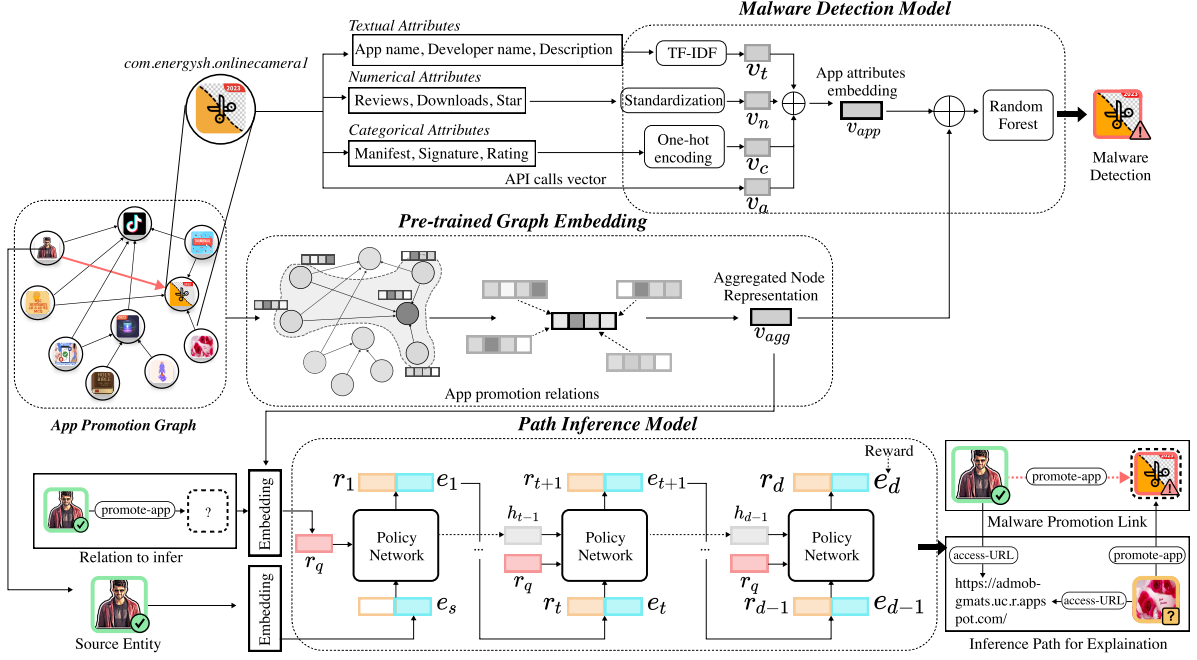 Malware Detection Model
Textual Attributes
App name, Developer name, Description
TF-IDF
v_t
com.energysh.onlinecamera1
Numerical Attributes
Reviews, Downloads, Star
Standardization
v_n
App attributes
embedding
v_app
Random
Forest
2023
2023
Malware
Detection
Categorical Attributes
Manifest, Signature, Rating
One-hot
encoding
v_c
API calls vector
v_a
Pre-trained Graph Embedding
Aggregated Node
Representation
v_agg
App promotion relations
App Promotion Graph
Path Inference Model
Reward
r_1
e_1
r_{t+1}
e_{t+1}
r_d
e_d
promote-app
?
Relation to infer
Embedding
r_q
Policy
Network
h_{t-1}
...
r_q
Policy
Network
h_{d-1}
...
r_q
Policy
Network
e_s
r_t
e_t
r_{d-1}
e_{d-1}
Source Entity
Embedding
promote-app
2023
Malware Promotion Link
access-URL
promote-app
https://admob-
gmats.uc.r.apps
pot.com/
access-URL
?
Inference Path for Explaination